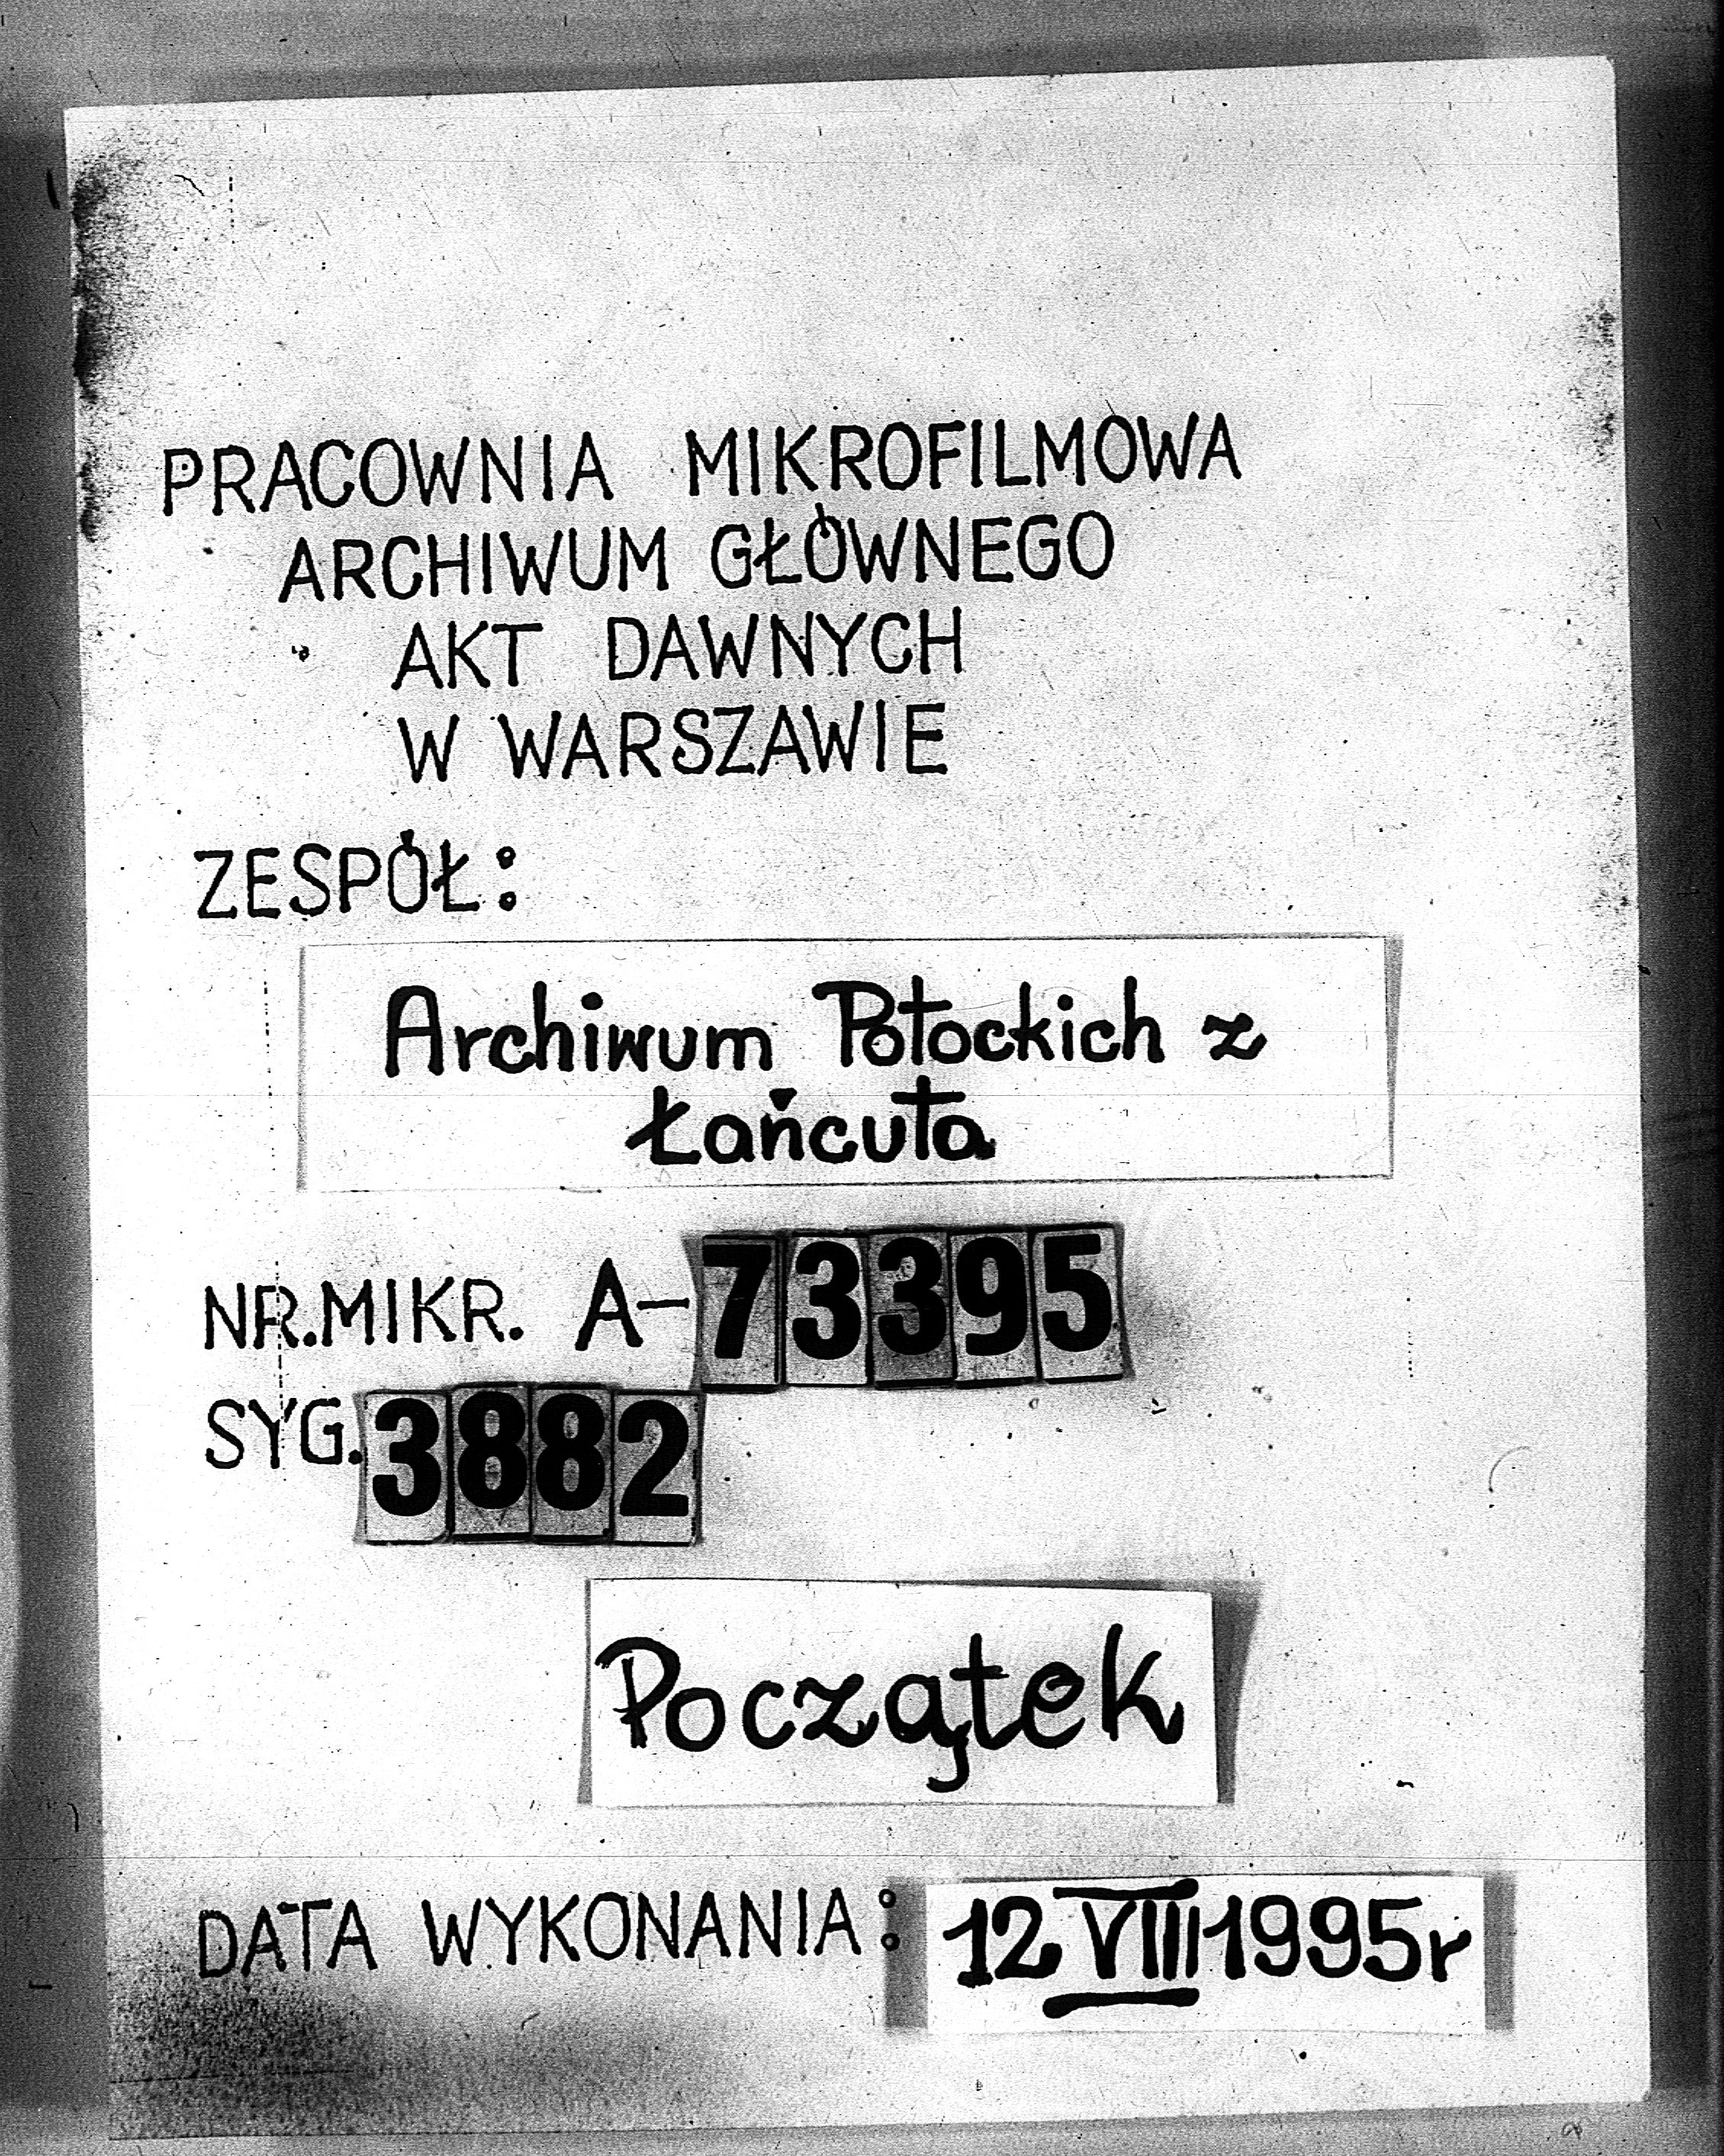 PRACOWNIA MIKROFILMOWA
ARCHIWUM GŁÓWNEGO
AKT DAWNYCH
W WARSZAWIE
ZESPÓŁ:
Archiwum Potockich z
Łańcuta
NR.MIKR. A-73395
SYG. 3882
Początek
DATA WYKONANIA: 12 VIII 1995r